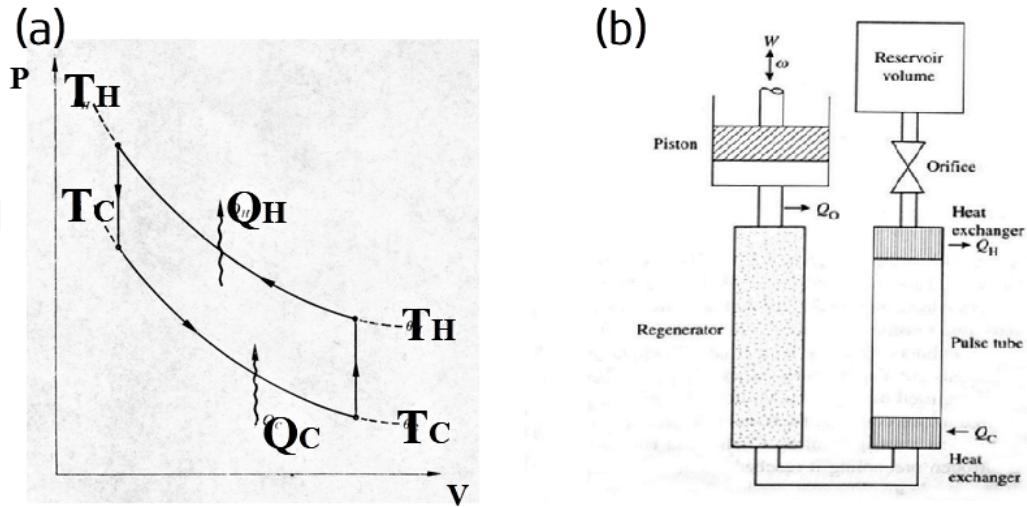 (a)
P
TH
TC
QH
TH
QC
TC
V
(b)
W
ω
Reservoir
volume
Piston
Orifice
QO
Heat
exchanger
QH
Regenerator
Pulse tube
QC
Heat
exchanger